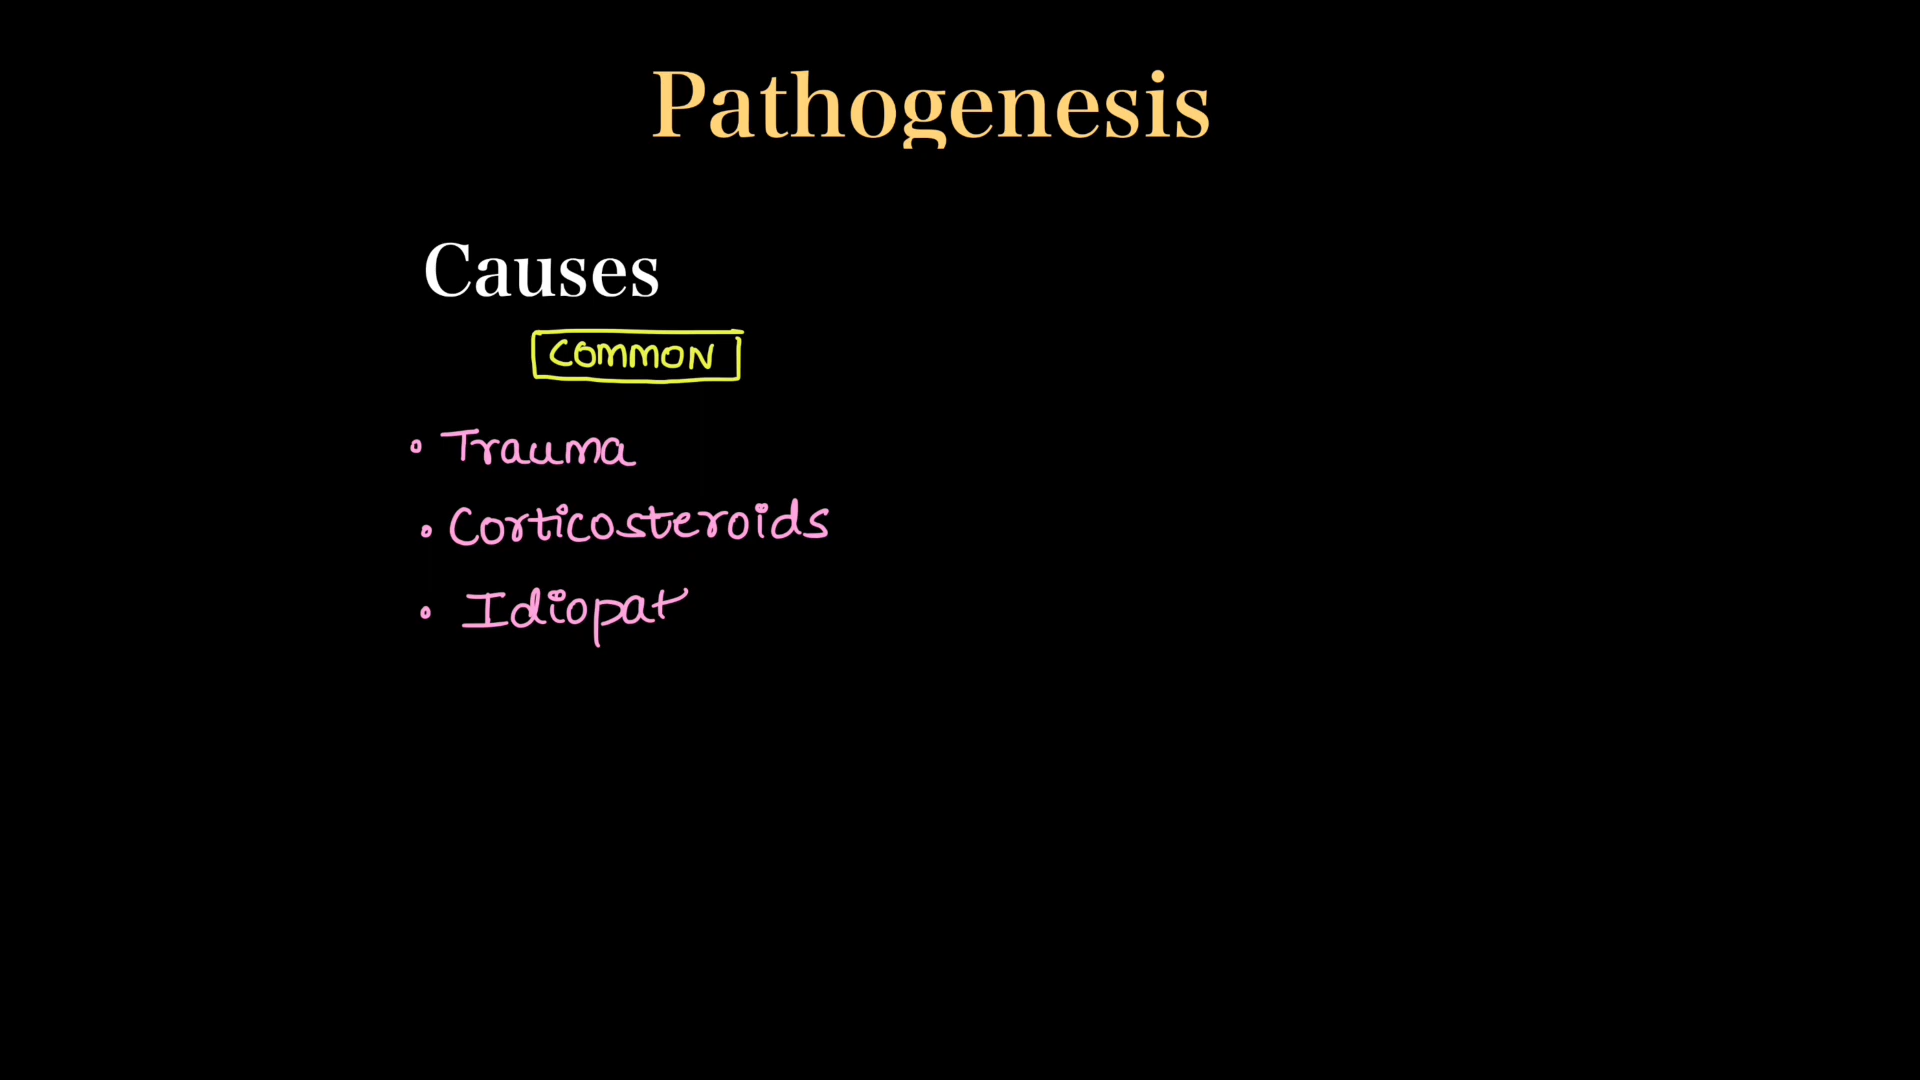 Pathogenesis
Causes
COMMON
• Trauma
• Corticosteroids
• Idiopat